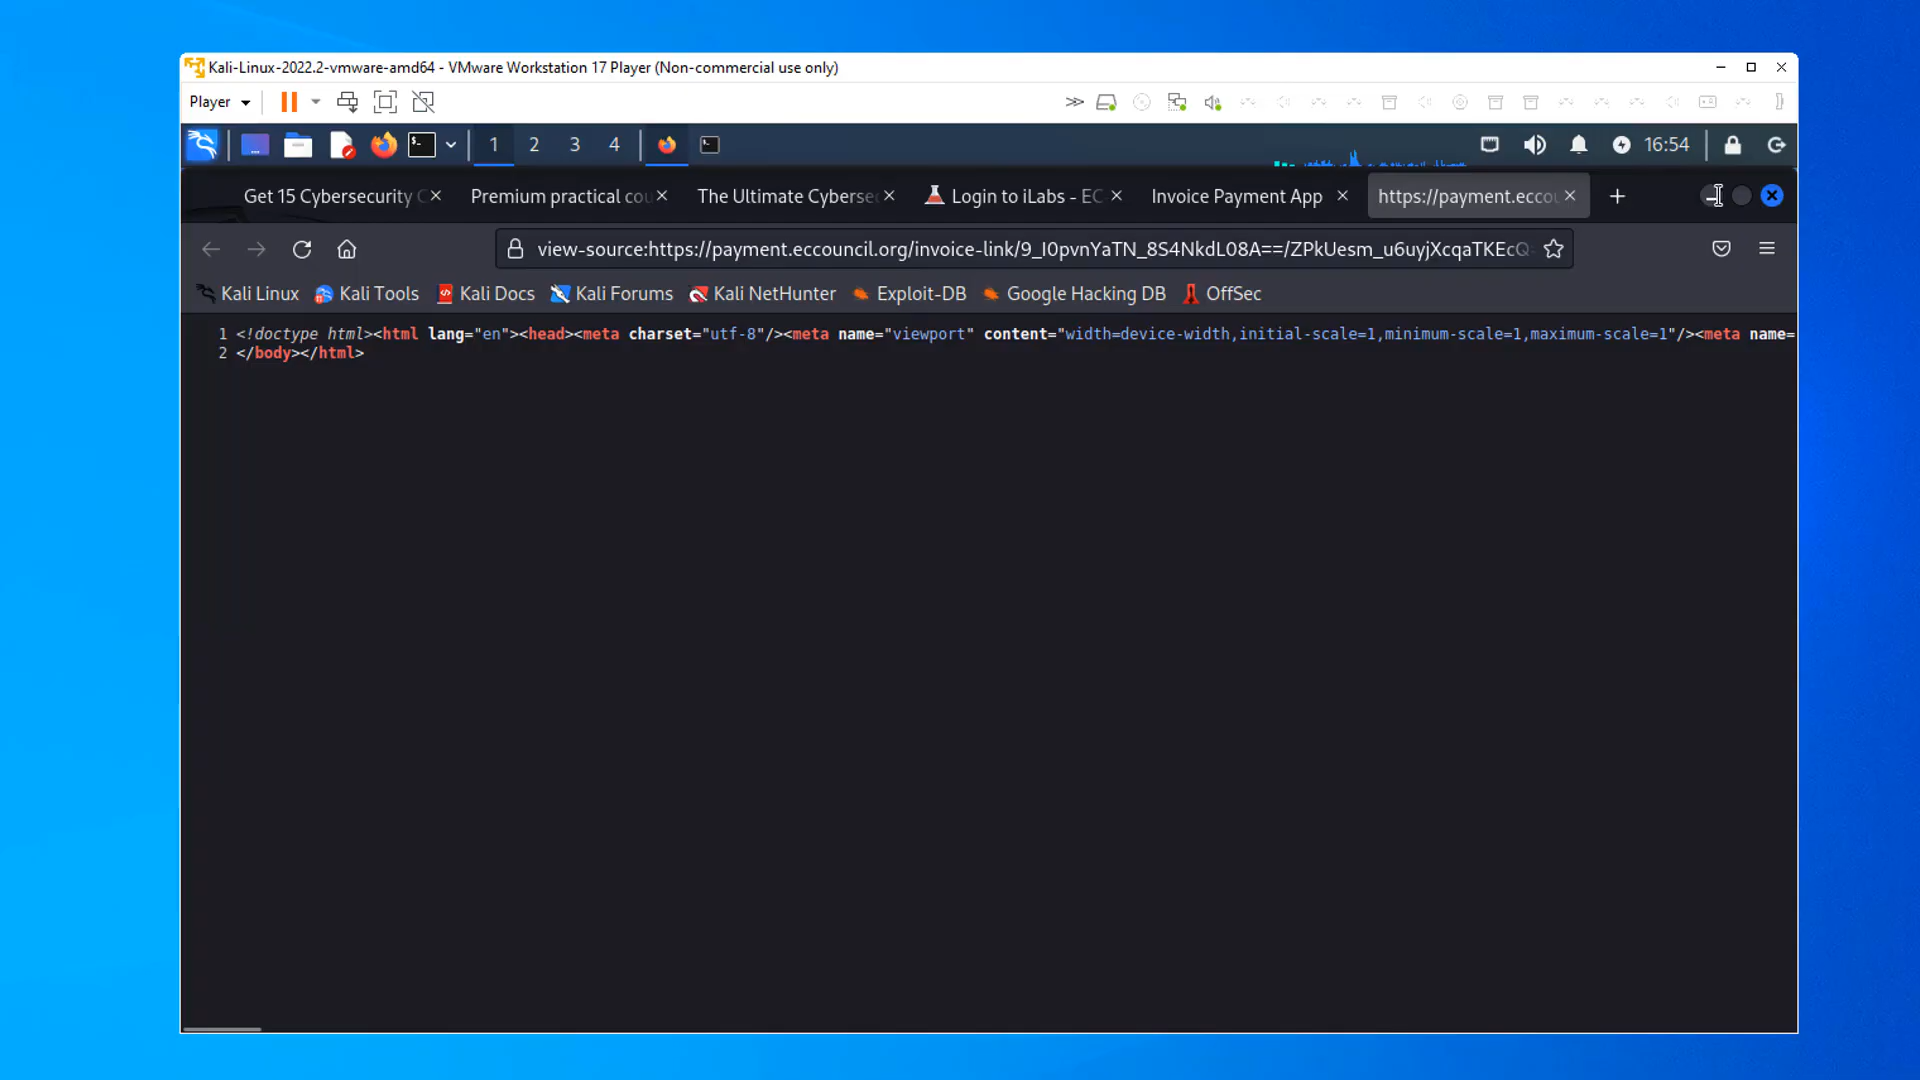 Kali-Linux-2022.2-vmware-amd64 - VMware Workstation 17 Player (Non-commercial use only)
Player
1 2 3 4 16:54
Get 15 Cybersecurity Premium practical cou The Ultimate Cyberse Login to iLabs - EC Invoice Payment App https://payment.eccou
view-source:https://payment.eccouncil.org/invoice-link/9_I0pvnYaTN_8S4NkdL08A==/ZPkUesm_u6uyjXcqaTKEcQ
Kali Linux Kali Tools Kali Docs Kali Forums Kali NetHunter Exploit-DB Google Hacking DB OffSec
1 <!doctype html><html lang="en"><head><meta charset="utf-8"/><meta name="viewport" content="width=device-width,initial-scale=1,minimum-scale=1,maximum-scale=1"/><meta name=
2 </body></html>